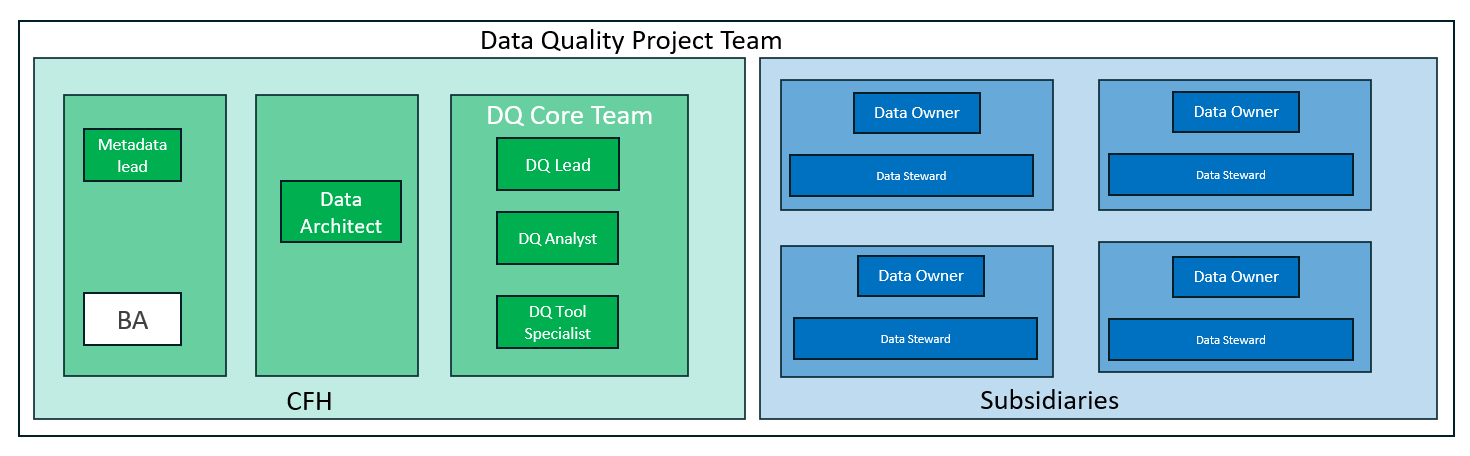 Data Quality Project Team
Metadata
lead
BA
Data
Architect
DQ Core Team
DQ Lead
DQ Analyst
DQ Tool
Specialist
CFH
Data Owner
Data Steward
Data Owner
Data Steward
Data Owner
Data Steward
Data Owner
Data Steward
Subsidiaries